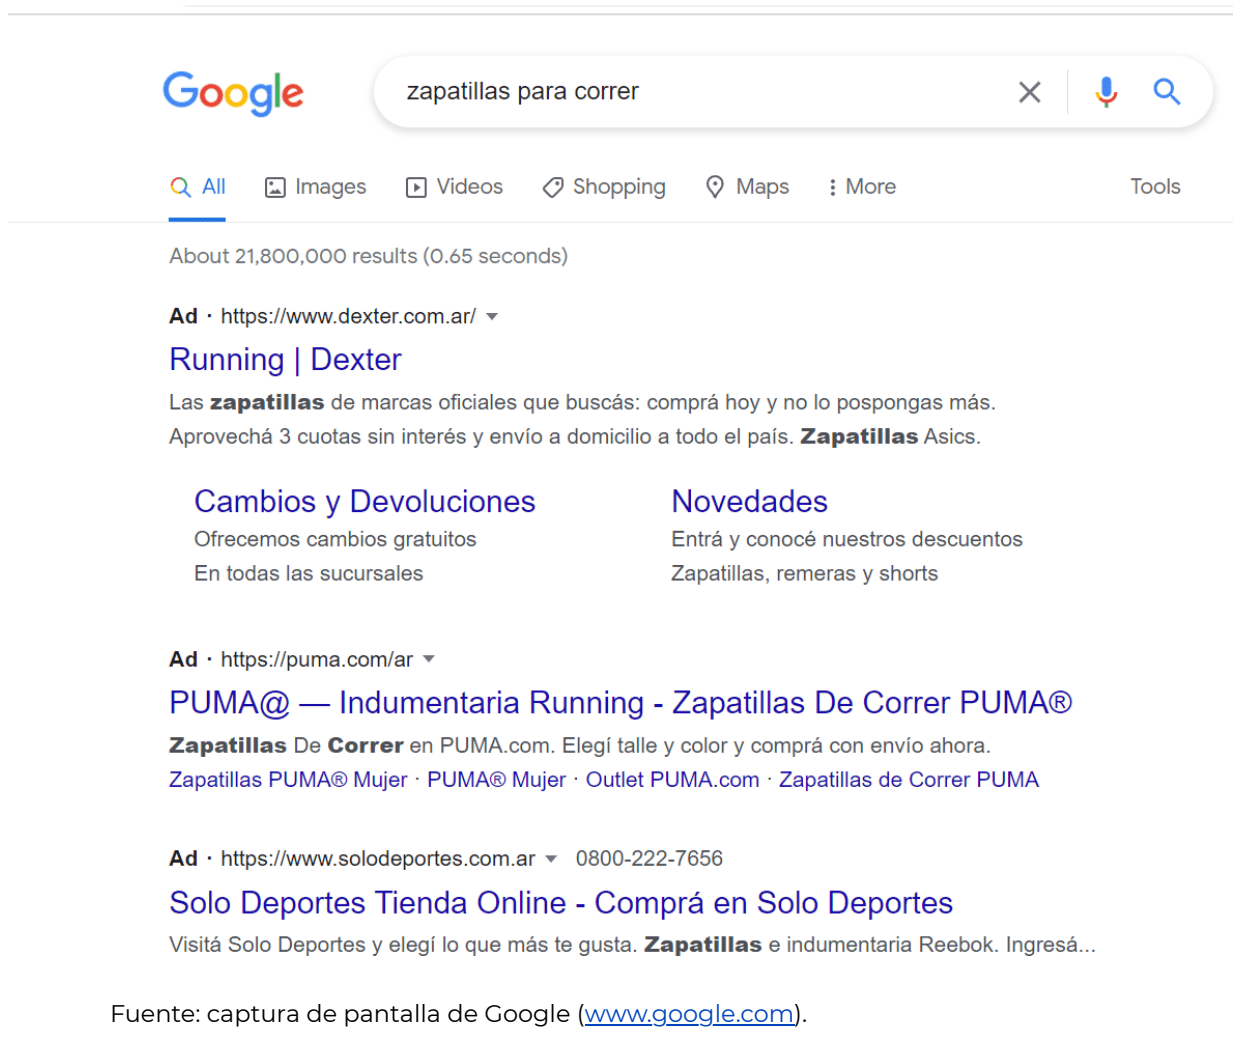 Google
zapatillas para correr
All Images Videos Shopping Maps More Tools
About 21,800,000 results (0.65 seconds)
Ad · https://www.dexter.com.ar/
Running | Dexter
Las zapatillas de marcas oficiales que buscás: comprá hoy y no lo pospongas más.
Aprovechá 3 cuotas sin interés y envío a domicilio a todo el país. Zapatillas Asics.
Cambios y Devoluciones
Ofrecemos cambios gratuitos
En todas las sucursales
Novedades
Entrá y conocé nuestros descuentos
Zapatillas, remeras y shorts
Ad · https://puma.com/ar
PUMA@ — Indumentaria Running - Zapatillas De Correr PUMA®
Zapatillas De Correr en PUMA.com. Elegí talle y color y comprá con envío ahora.
Zapatillas PUMA® Mujer · PUMA® Mujer · Outlet PUMA.com · Zapatillas de Correr PUMA
Ad · https://www.solodeportes.com.ar 0800-222-7656
Solo Deportes Tienda Online - Comprá en Solo Deportes
Visitá Solo Deportes y elegí lo que más te gusta. Zapatillas e indumentaria Reebok. Ingresá...
Fuente: captura de pantalla de Google (www.google.com).